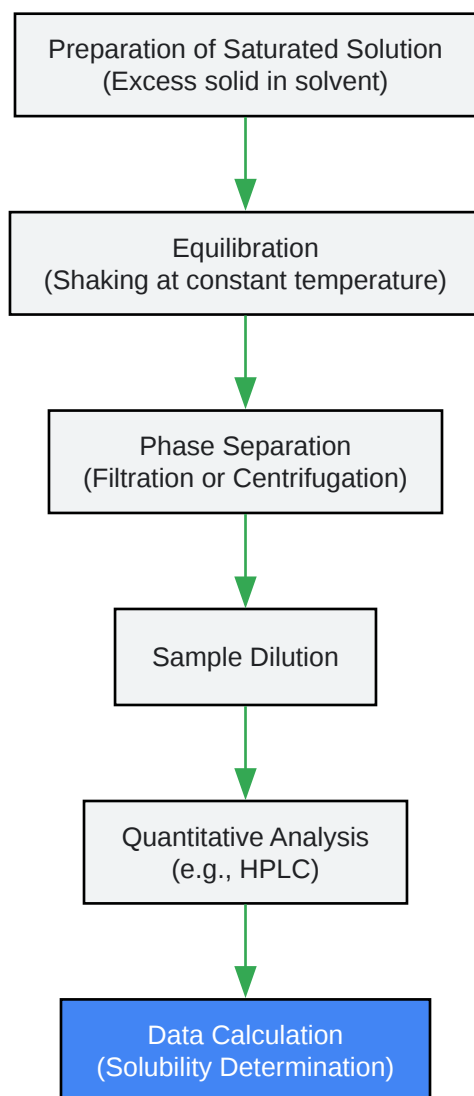 Preparation of Saturated Solution
(Excess solid in solvent)
Equilibration
(Shaking at constant temperature)
Phase Separation
(Filtration or Centrifugation)
Sample Dilution
Quantitative Analysis
(e.g., HPLC)
Data Calculation
(Solubility Determination)